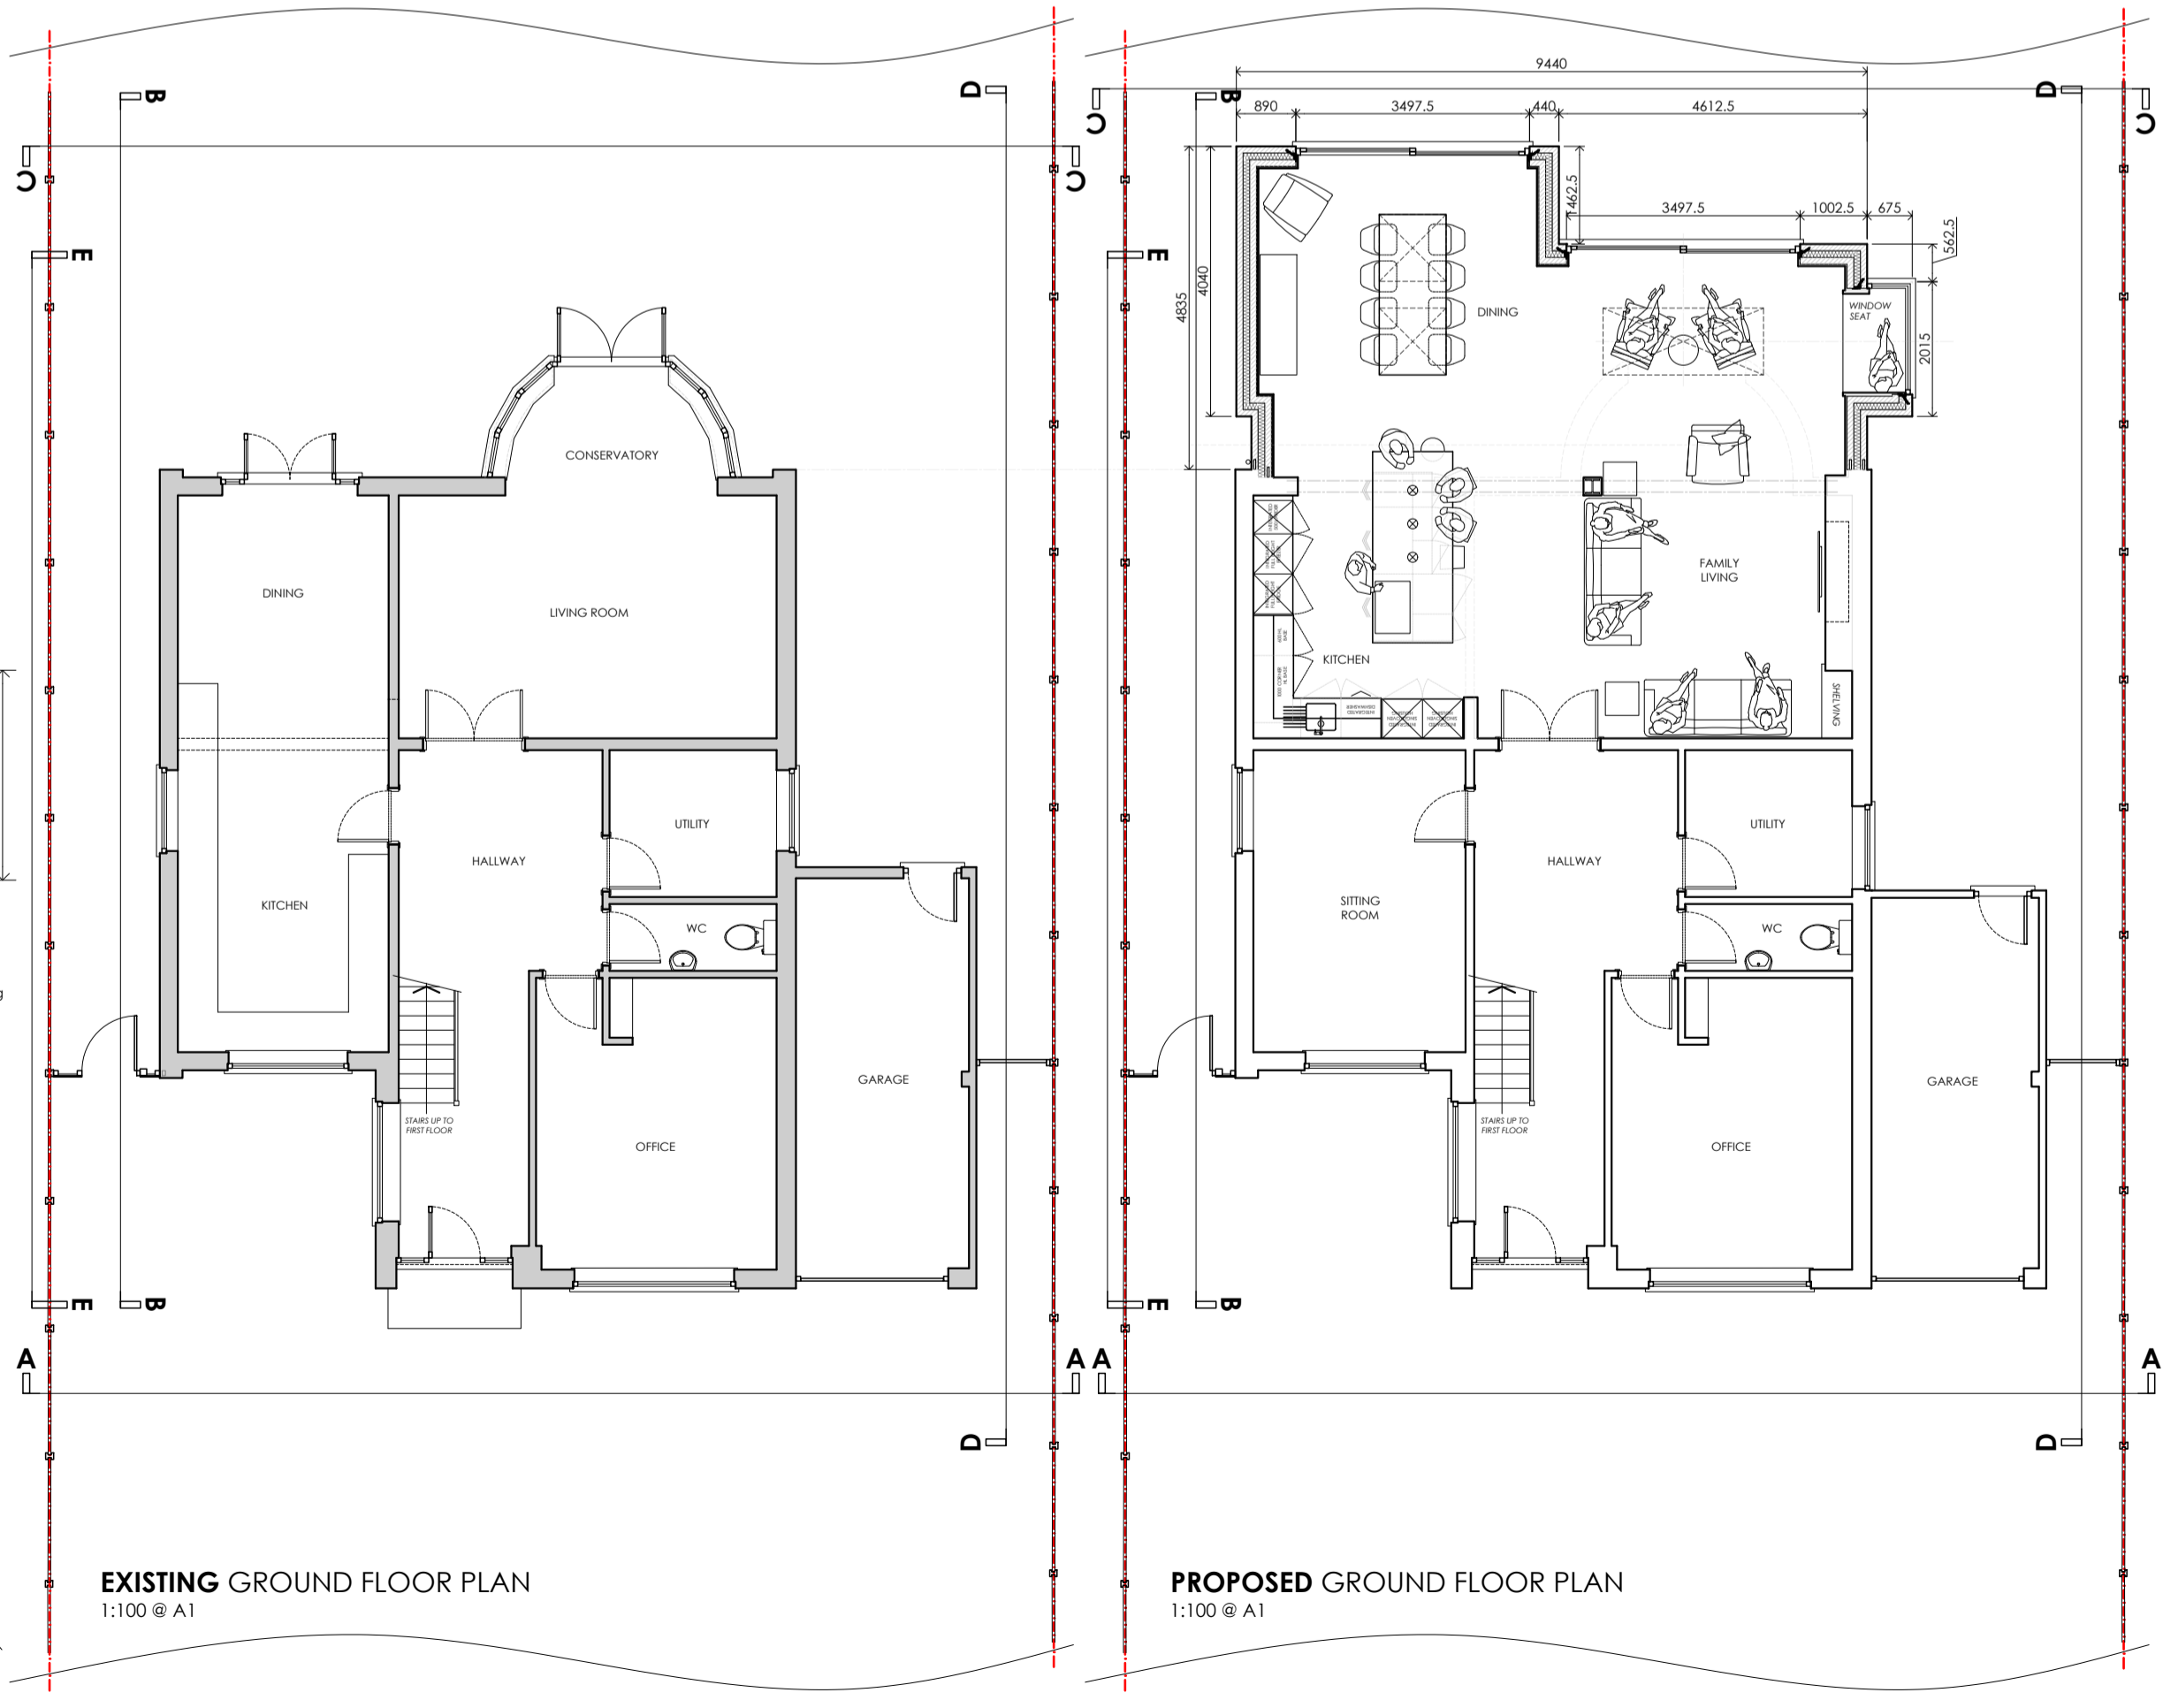 B
D
C
C
E
CONSERVATORY
DINING
LIVING ROOM
UTILITY
HALLWAY
KITCHEN
WC
GARAGE
STAIRS UP TO
FIRST FLOOR
OFFICE
E
B
A
A
D
EXISTING GROUND FLOOR PLAN
1:100 @ A1
9440
B
D
C
C
890
3497.5
440
4612.5
1462.5
3497.5
1002.5
675
562.5
E
4835
4040
2015
DINING
WINDOW
SEAT
FAMILY
LIVING
KITCHEN
SHELVING
UTILITY
HALLWAY
SITTING
ROOM
WC
GARAGE
STAIRS UP TO
FIRST FLOOR
OFFICE
E
B
A
A
D
PROPOSED GROUND FLOOR PLAN
1:100 @ A1